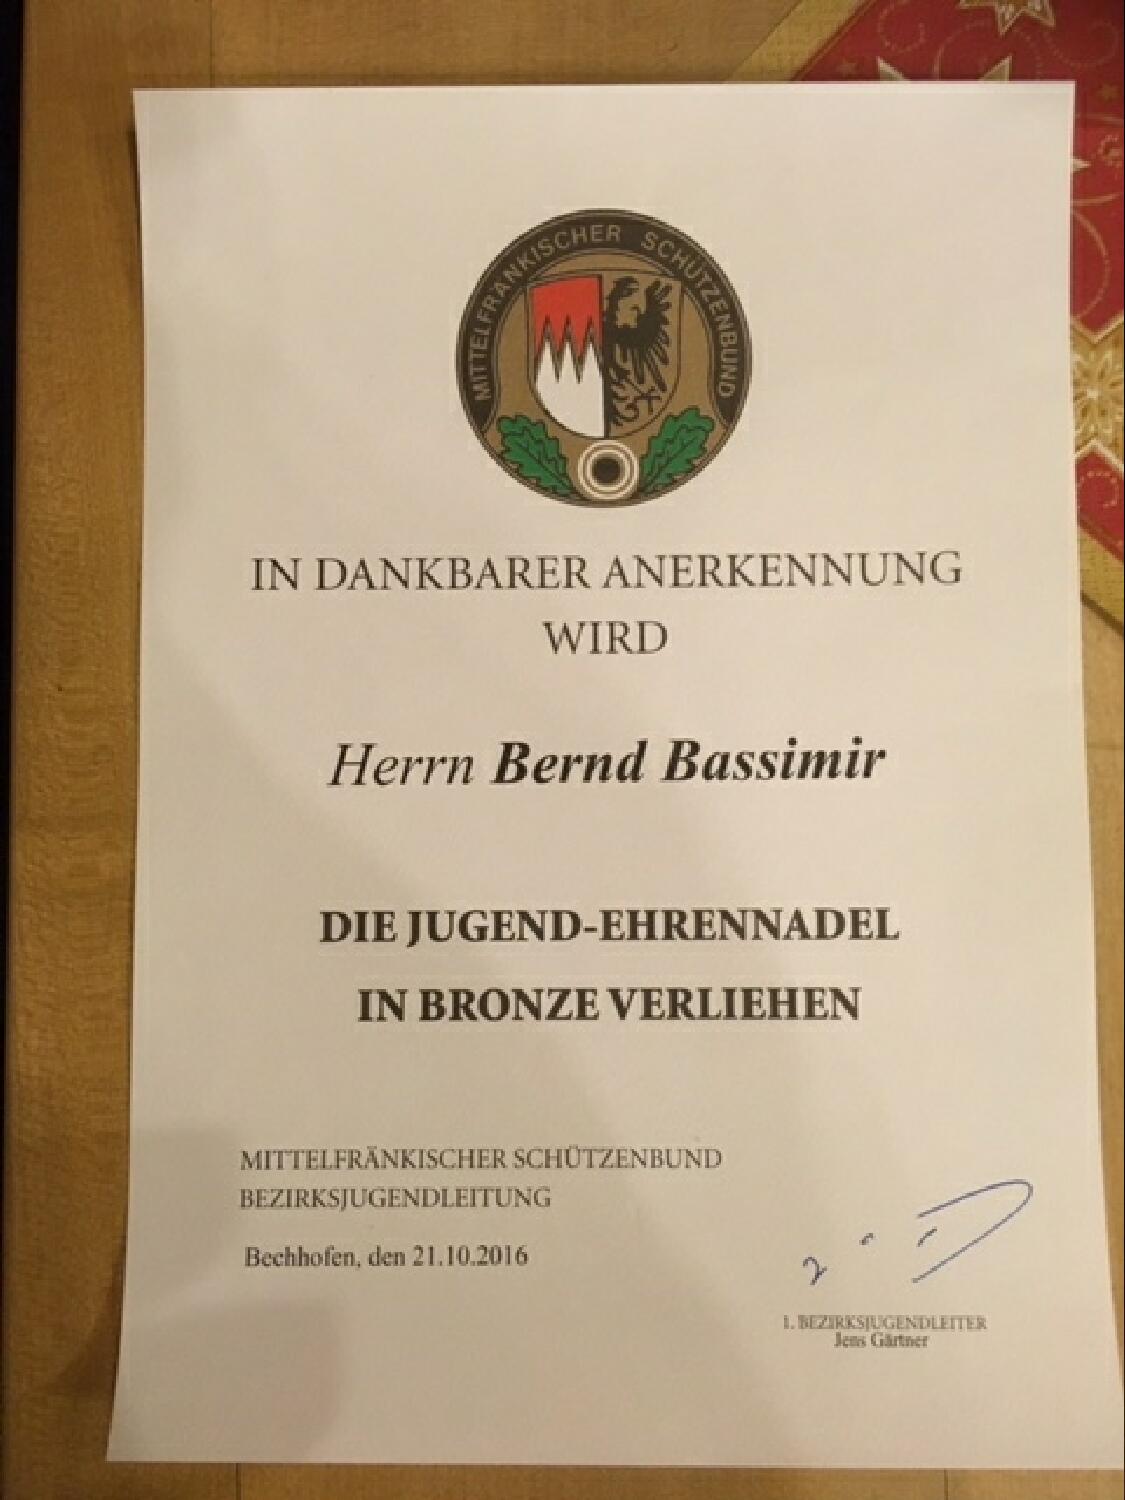 MITTELFRÄNKISCHER SCHÜTZENBUND
IN DANKBARER ANERKENNUNG
WIRD
Herrn Bernd Bassimir
DIE JUGEND-EHRENNADEL
IN BRONZE VERLIEHEN
MITTELFRÄNKISCHER SCHÜTZENBUND
BEZIRKSJUGENDLEITUNG
Bechhofen, den 21.10.2016
1. BEZIRKSJUGENDLEITER
Jens Gärtner